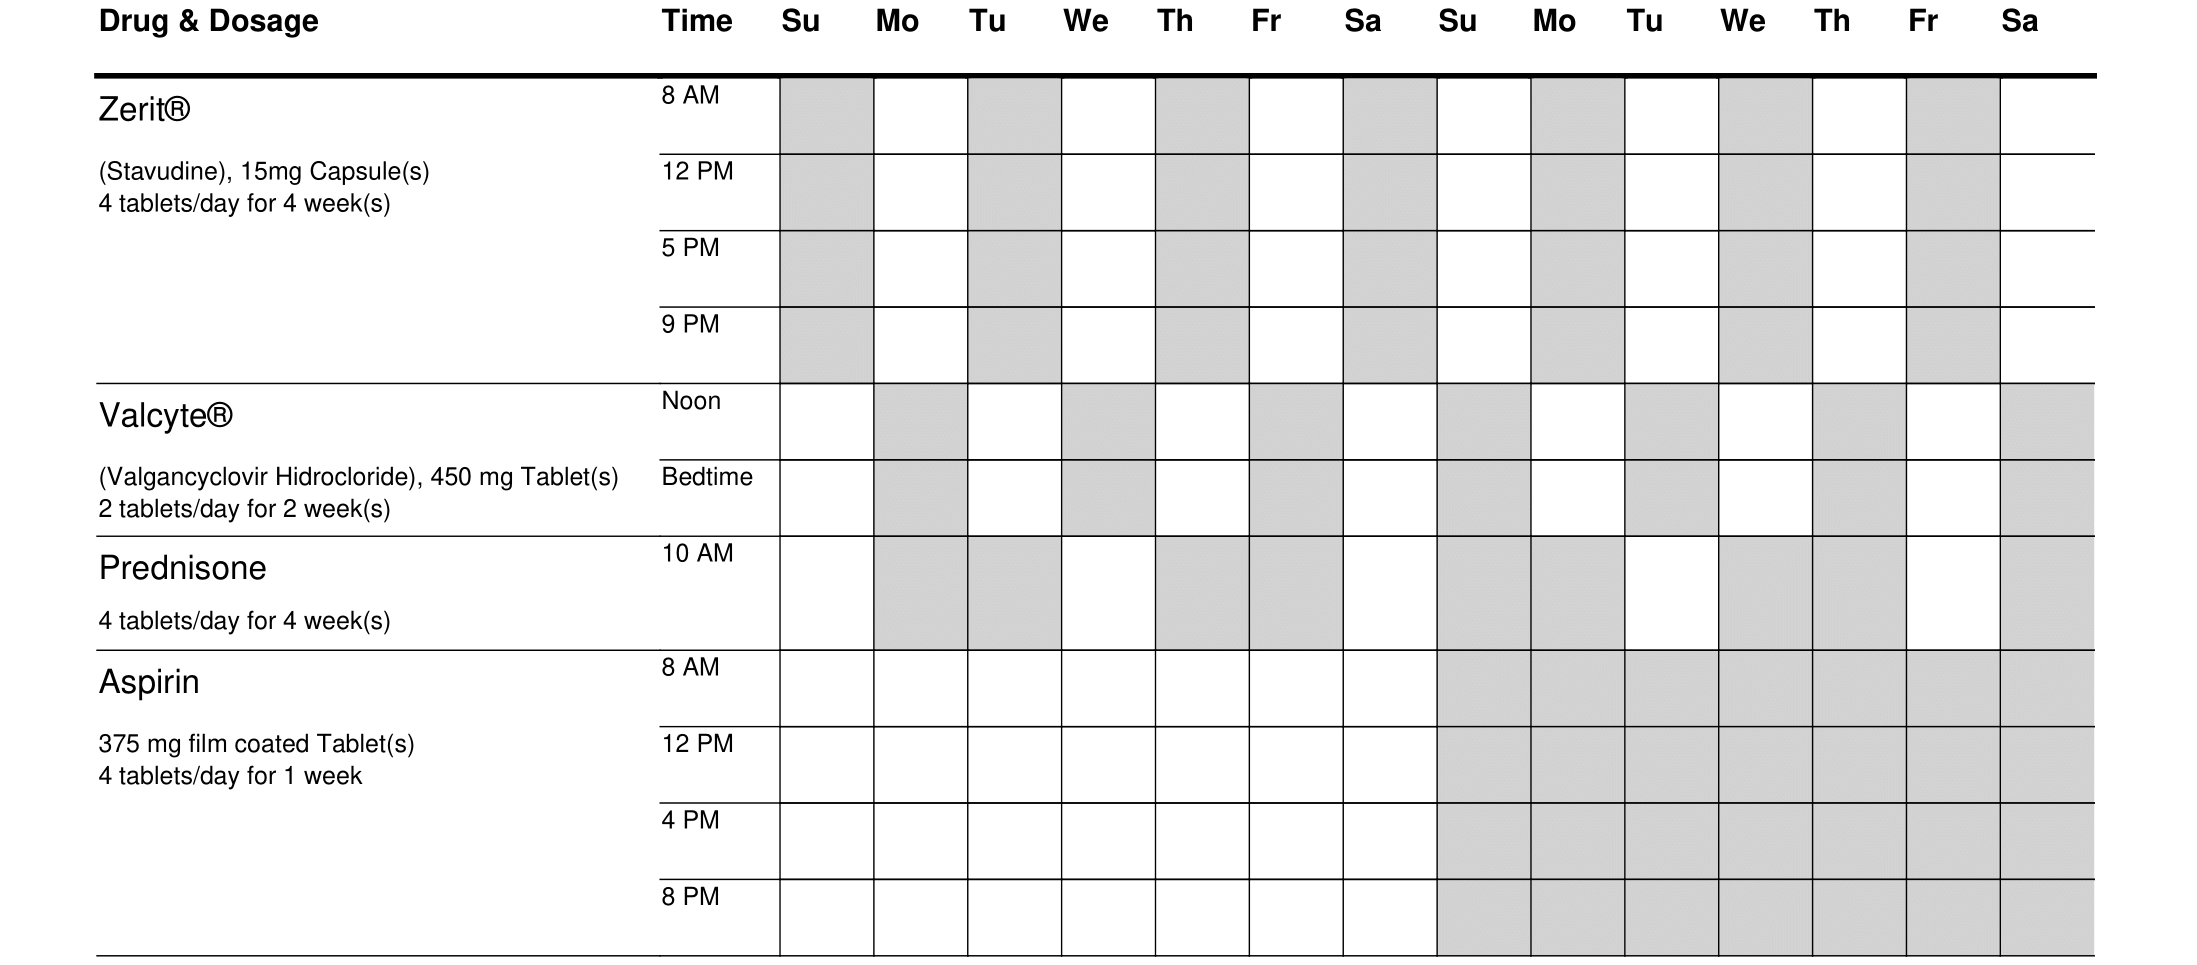 Drug & Dosage Time Su Mo Tu We Th Fr Sa Su Mo Tu We Th Fr Sa
Zerit® 8 AM
(Stavudine), 15mg Capsule(s) 12 PM
4 tablets/day for 4 week(s)
5 PM
9 PM
Valcyte® Noon
(Valgancyclovir Hidrocloride), 450 mg Tablet(s) Bedtime
2 tablets/day for 2 week(s)
Prednisone 10 AM
4 tablets/day for 4 week(s)
Aspirin 8 AM
375 mg film coated Tablet(s) 12 PM
4 tablets/day for 1 week
4 PM
8 PM